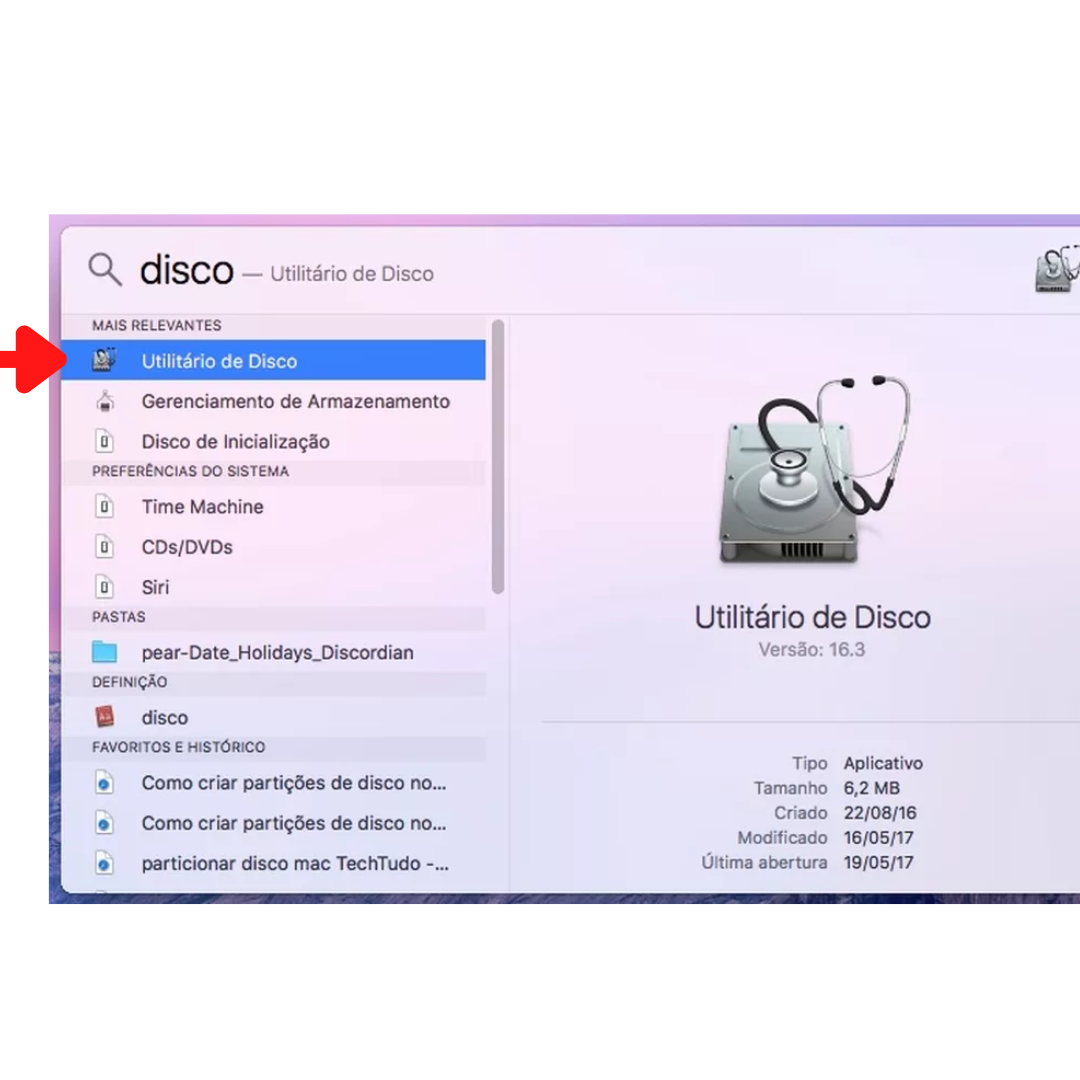 disco — Utilitário de Disco
MAIS RELEVANTES
Utilitário de Disco
Gerenciamento de Armazenamento
Disco de Inicialização
PREFERÊNCIAS DO SISTEMA
Time Machine
CDs/DVDs
Siri
PASTAS
pear-Date_Holidays_Discordian
DEFINIÇÃO
disco
FAVORITOS E HISTÓRICO
Como criar partições de disco no...
Como criar partições de disco no...
particionar disco mac TechTudo -...
Utilitário de Disco
Versão: 16.3
Tipo Aplicativo
Tamanho 6,2 MB
Criado 22/08/16
Modificado 16/05/17
Última abertura 19/05/17